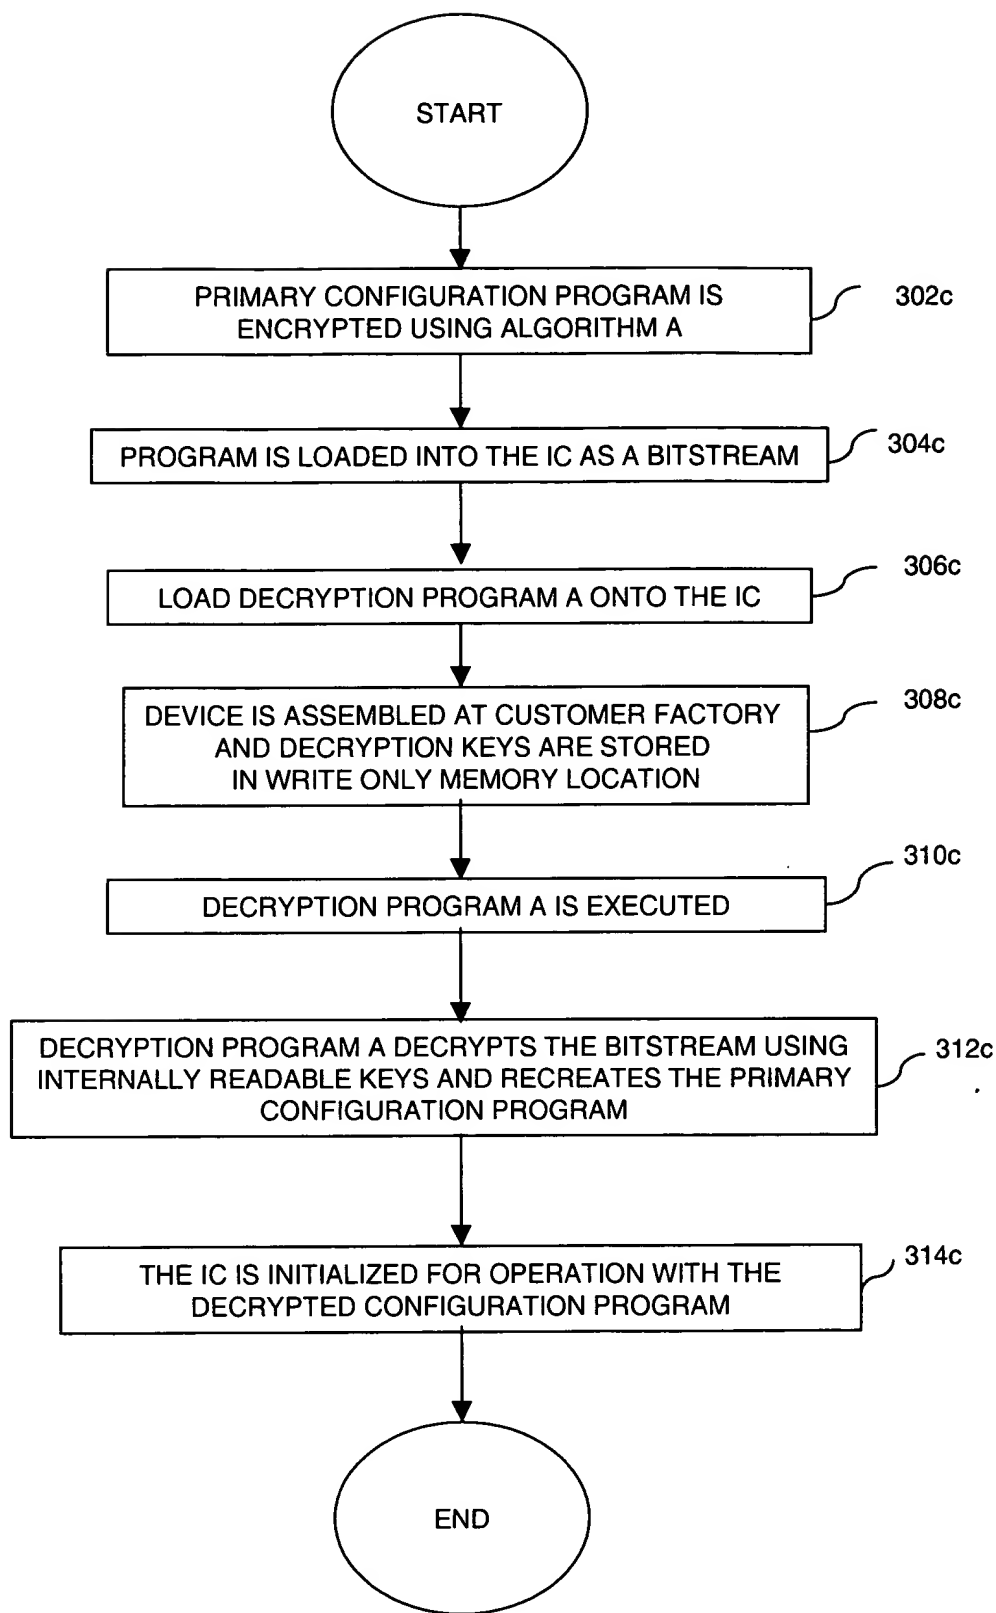 START
PRIMARY CONFIGURATION PROGRAM IS
ENCRYPTED USING ALGORITHM A
302c
PROGRAM IS LOADED INTO THE IC AS A BITSTREAM
304c
LOAD DECRYPTION PROGRAM A ONTO THE IC
306c
DEVICE IS ASSEMBLED AT CUSTOMER FACTORY
AND DECRYPTION KEYS ARE STORED
IN WRITE ONLY MEMORY LOCATION
308c
DECRYPTION PROGRAM A IS EXECUTED
310c
DECRYPTION PROGRAM A DECRYPTS THE BITSTREAM USING
INTERNALLY READABLE KEYS AND RECREATES THE PRIMARY
CONFIGURATION PROGRAM
312c
THE IC IS INITIALIZED FOR OPERATION WITH THE
DECRYPTED CONFIGURATION PROGRAM
314c
END